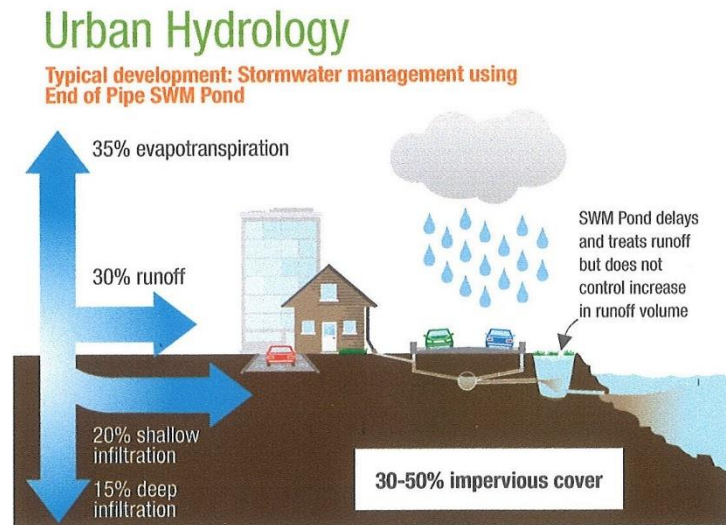 Urban Hydrology
Typical development: Stormwater management using
End of Pipe SWM Pond
35% evapotranspiration
30% runoff
SWM Pond delays
and treats runoff
but does not
control increase
in runoff volume
20% shallow
infiltration
15% deep
infiltration
30-50% impervious cover